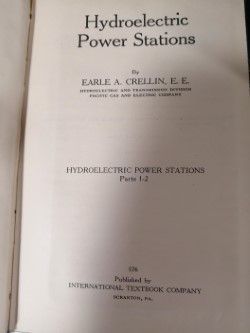 Hydroelectric
Power Stations
By
EARLE A. CRELLIN, E. E.
HYDROELECTRIC AND TRANSMISSION DIVISION
PACIFIC GAS AND ELECTRIC COMPANY
HYDROELECTRIC POWER STATIONS
Parts 1-2
Published by
INTERNATIONAL TEXTBOOK COMPANY
SCRANTON, PA.